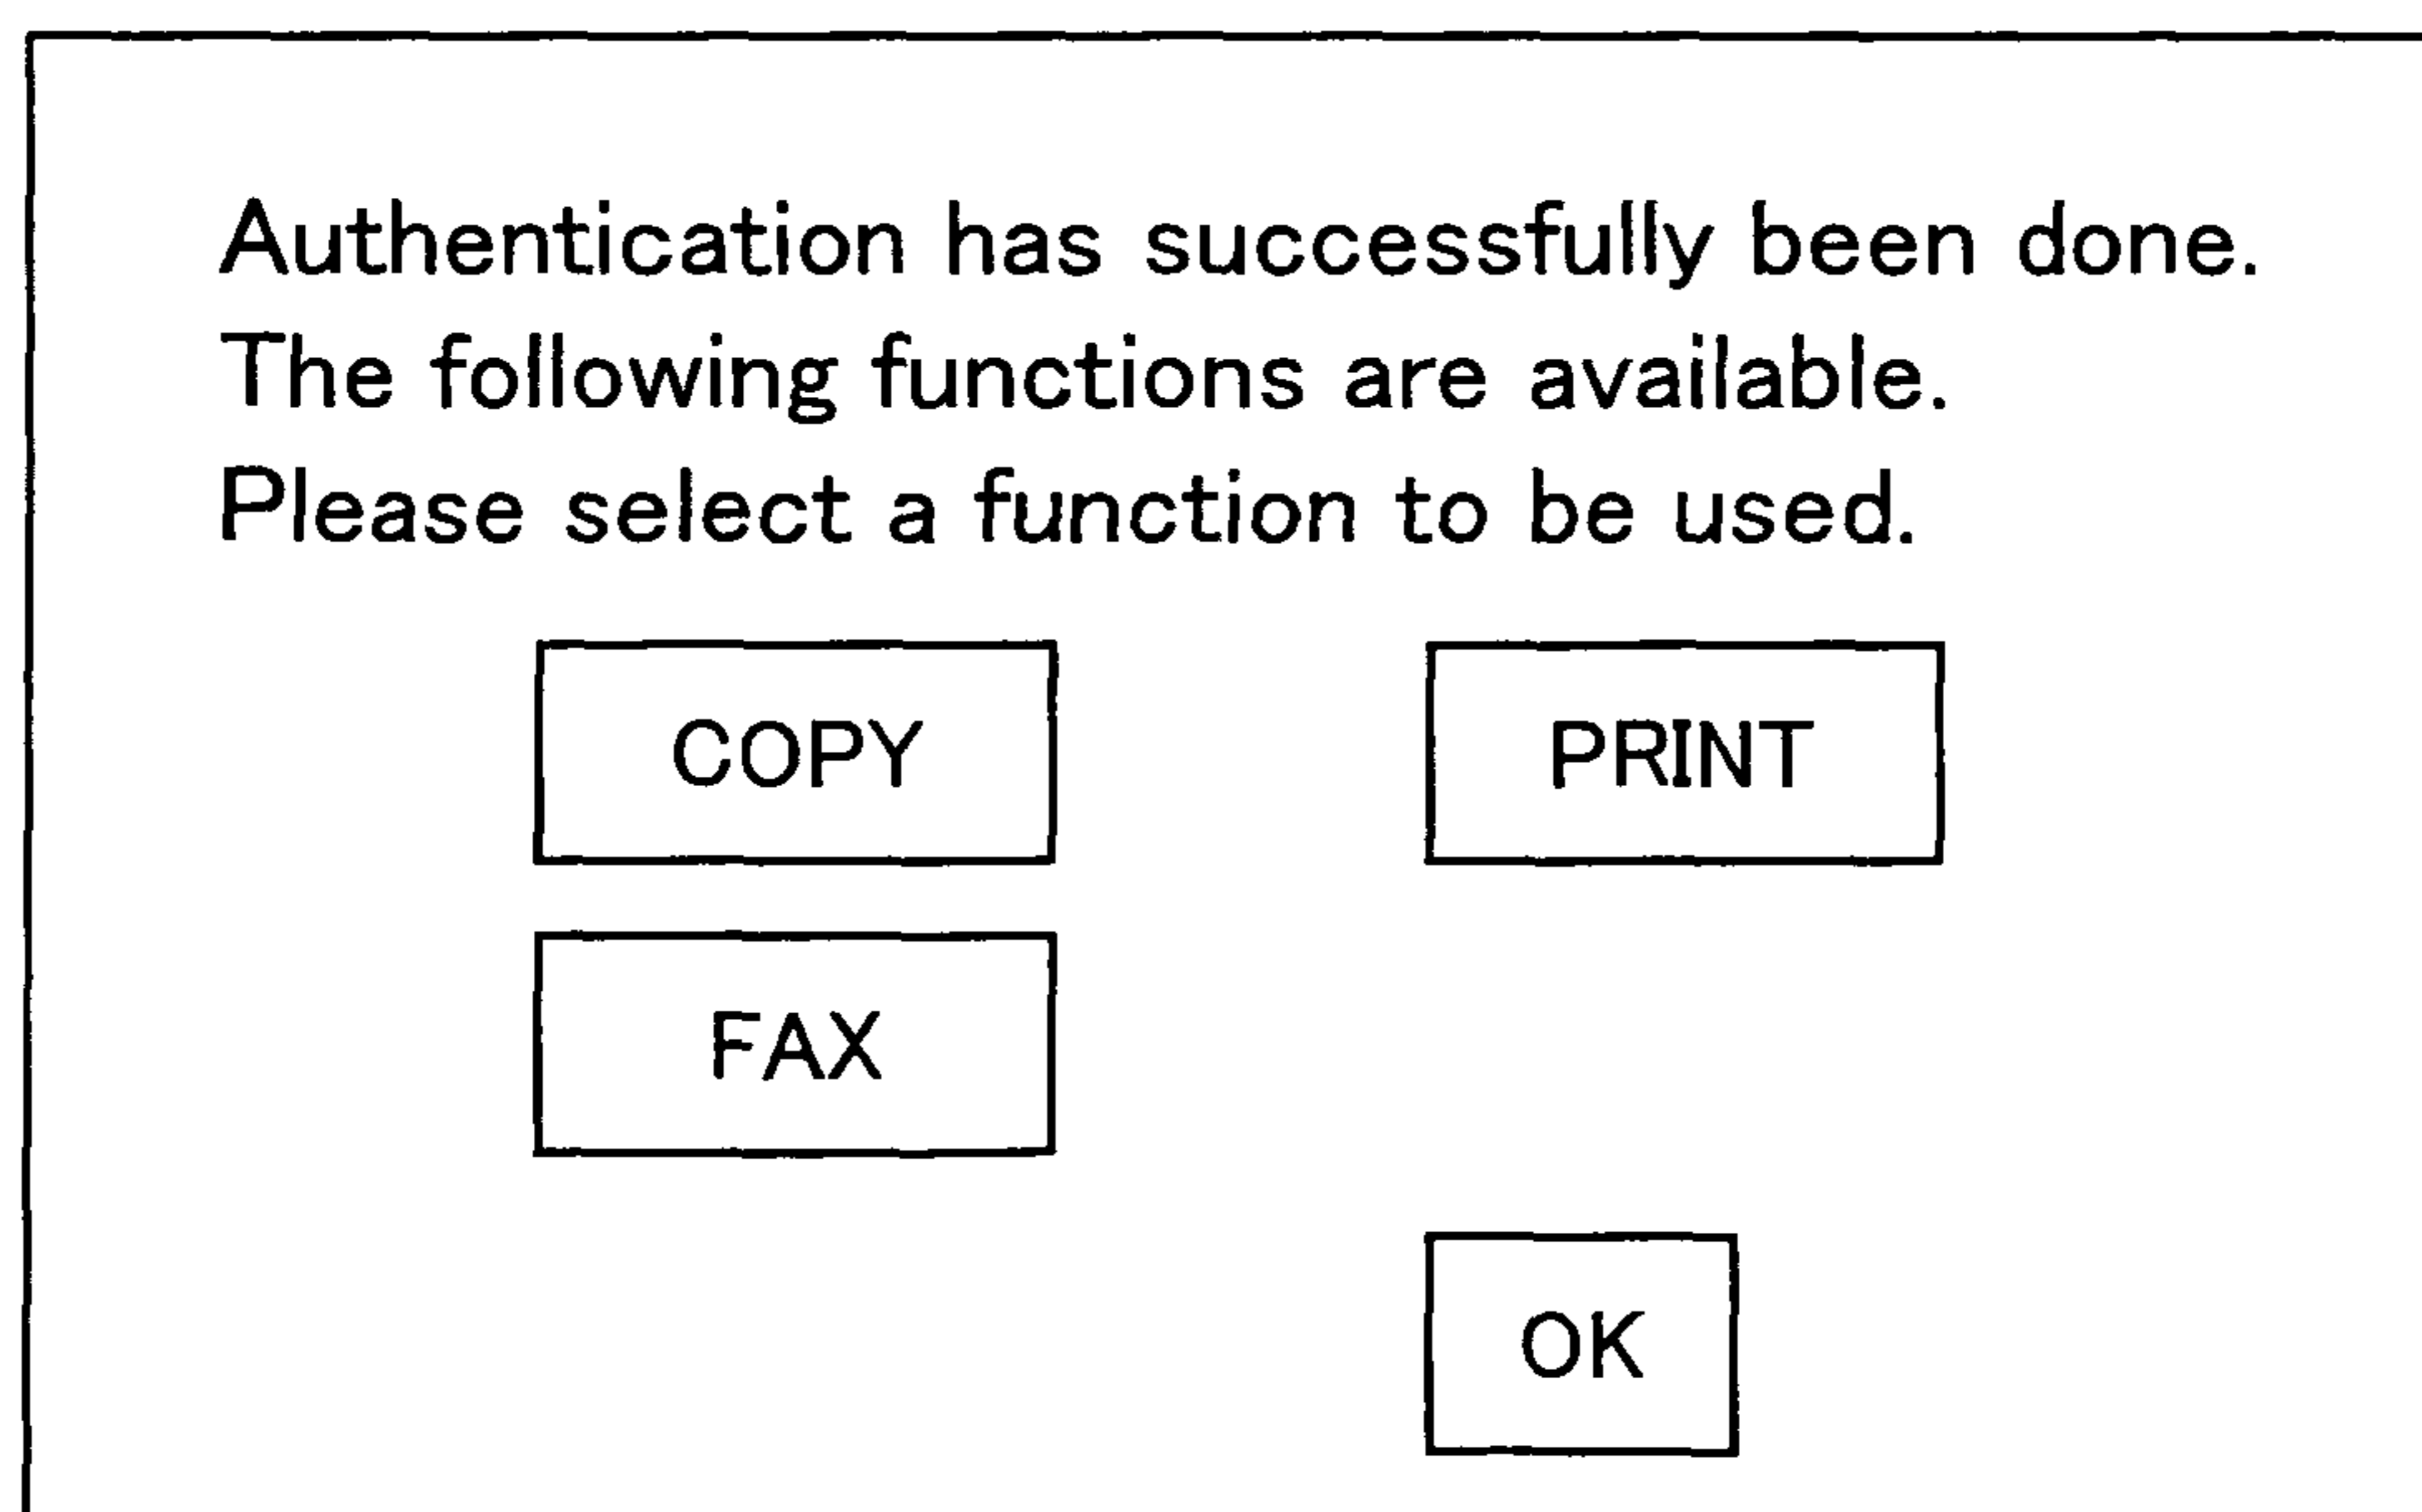 Authentication has successfully been done.
The following functions are available.
Please select a function to be used.
COPY PRINT
FAX
OK